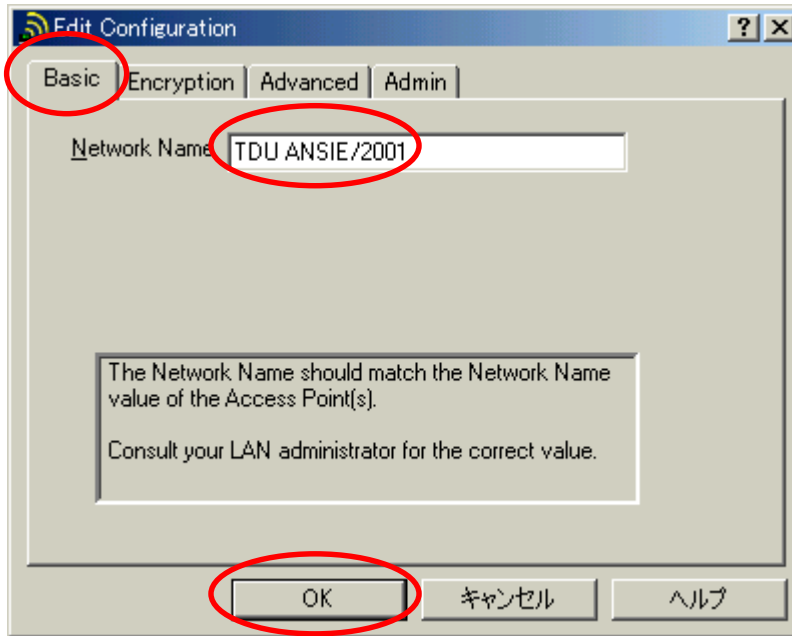 Edit Configuration
Basic Encryption Advanced Admin
Network Name TDU ANSIE/2001
The Network Name should match the Network Name
value of the Access Point(s).
Consult your LAN administrator for the correct value.
OK キャンセル ヘルプ